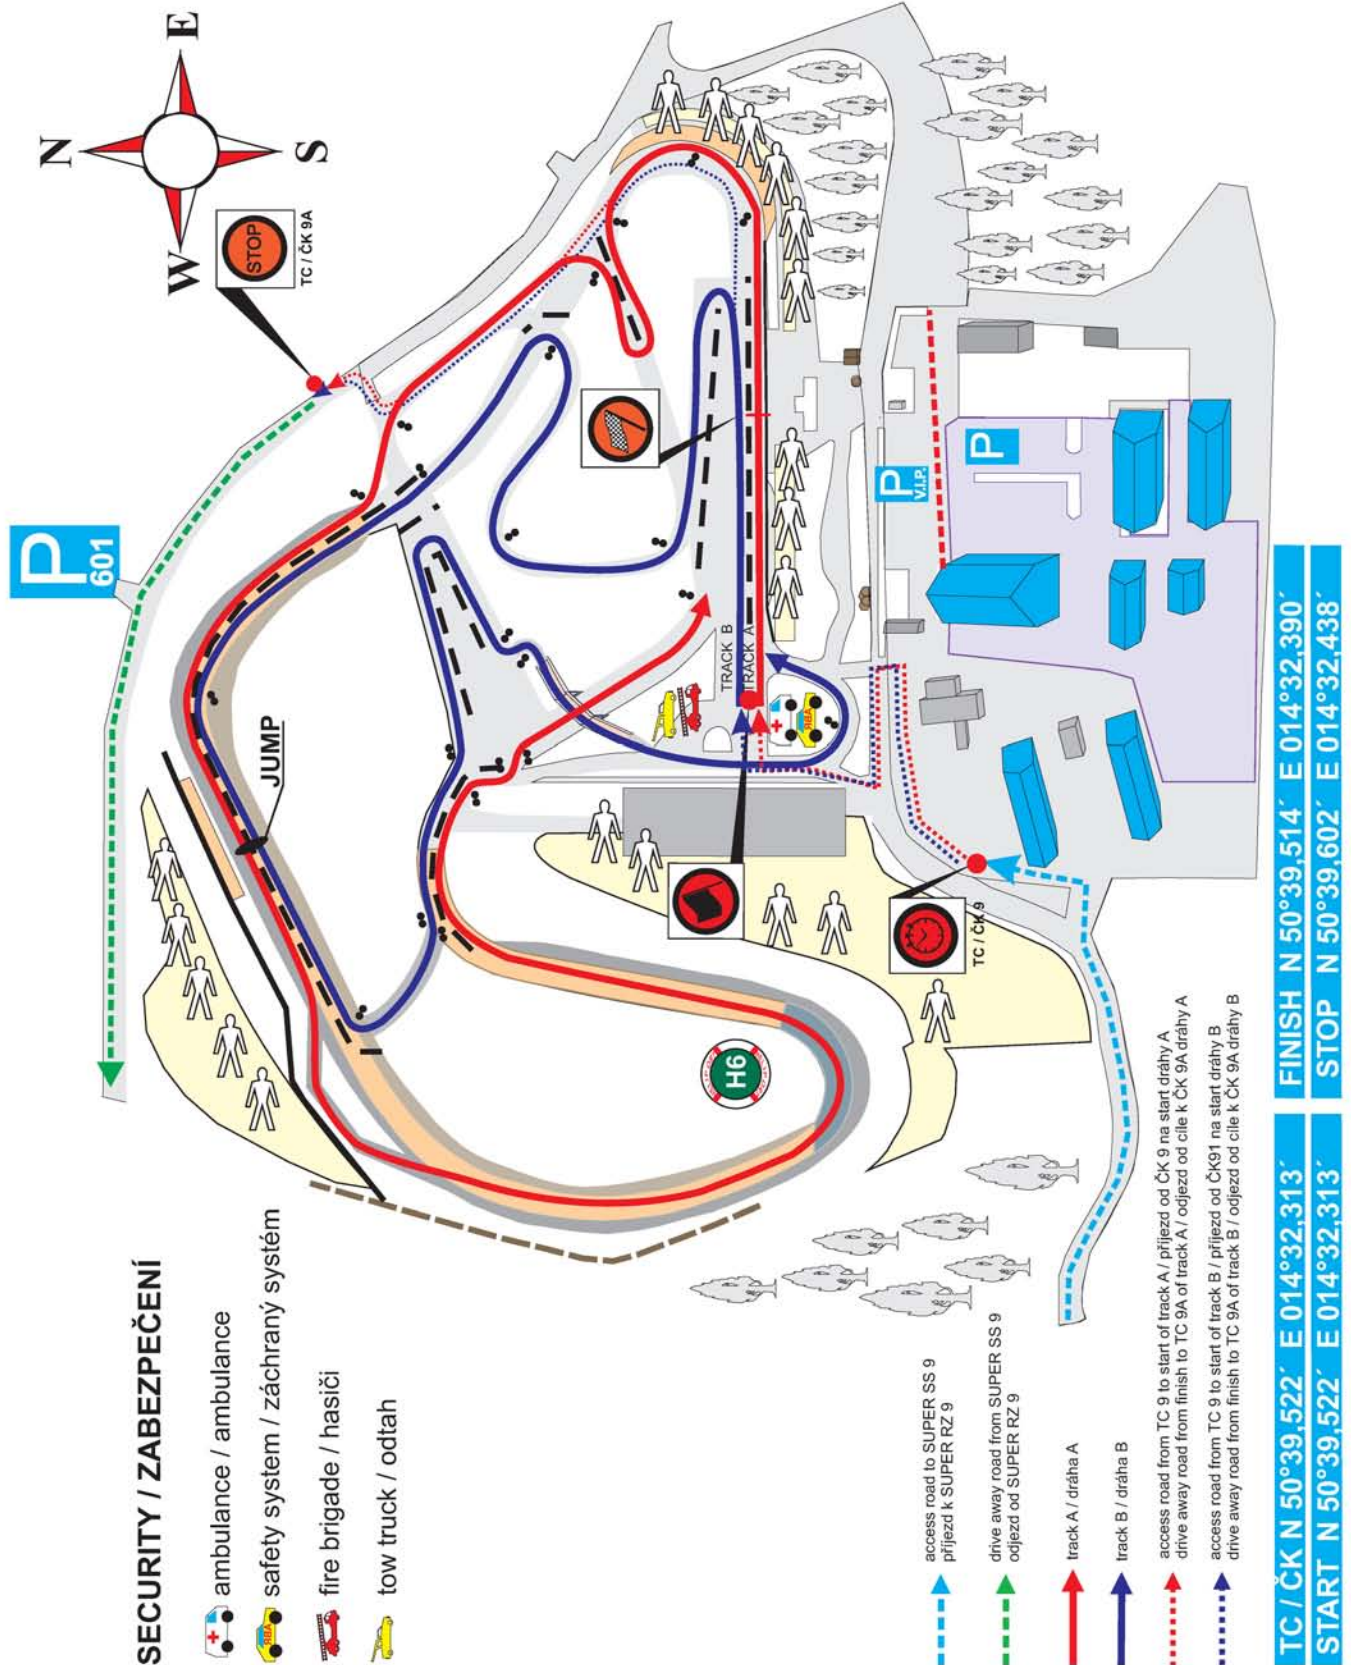 N
E
S
W
STOP
TC / ČK 9A
P
601
JUMP
TRACK B
TRACK A
P
V.I.P.
P
TC / ČK 9
H6
SECURITY / ZABEZPEČENÍ
ambulance / ambulance
safety system / záchraný systém
fire brigade / hasiči
tow truck / odtah
access road to SUPER SS 9
příjezd k SUPER RZ 9
drive away road from SUPER SS 9
odjezd od SUPER RZ 9
track A / dráha A
track B / dráha B
access road from TC 9 to start of track A / příjezd od ČK 9 na start dráhy A
drive away road from finish to TC 9A of track A / odjezd od cíle k ČK 9A dráhy A
access road from TC 9 to start of track B / příjezd od ČK91 na start dráhy B
drive away road from finish to TC 9A of track B / odjezd od cíle k ČK 9A dráhy B
TC / ČK N 50°39,522´ E 014°32,313´
FINISH N 50°39,514´ E 014°32,390´
START N 50°39,522´ E 014°32,313´
STOP N 50°39,602´ E 014°32,438´